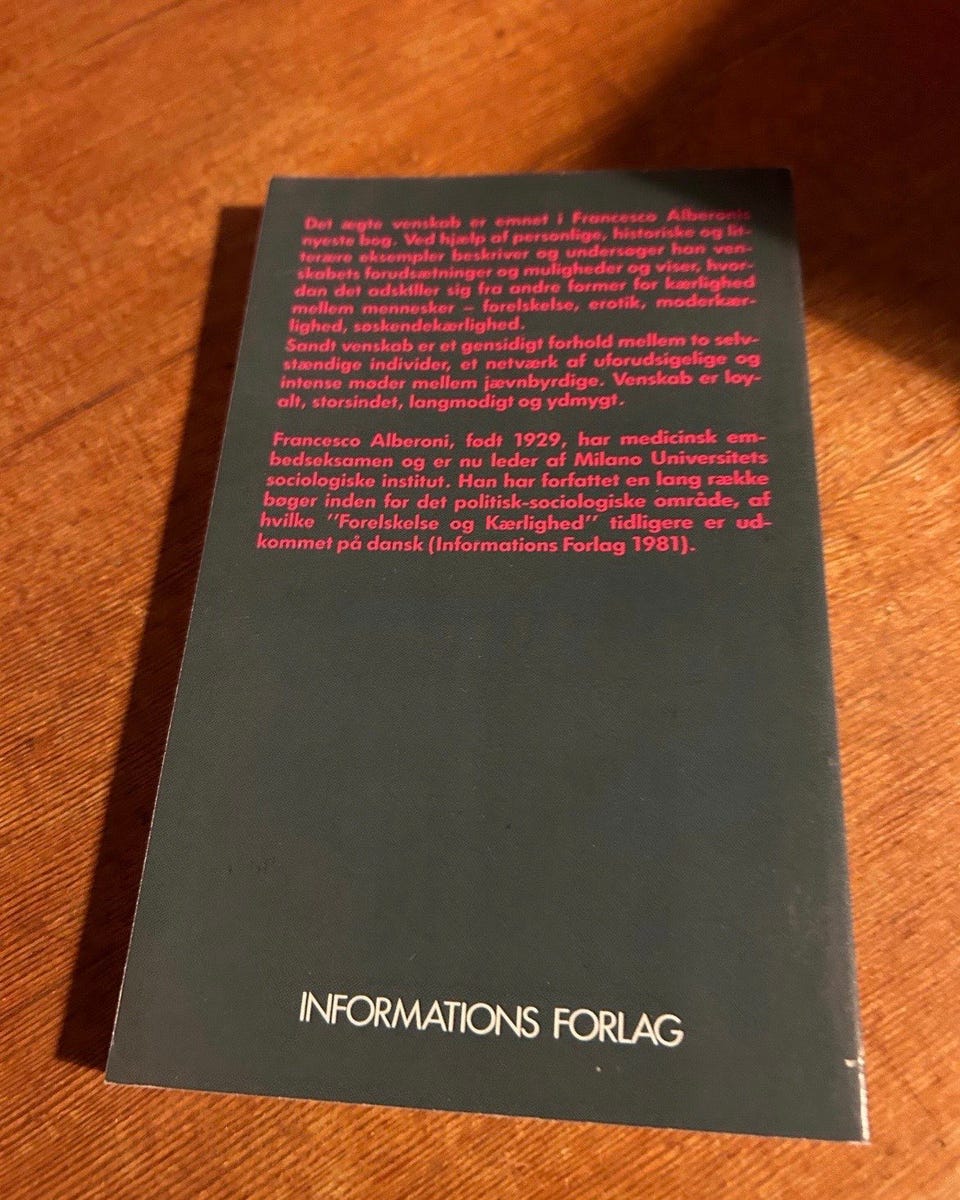 Det ægte venskab er emnet i Francesco Alberonis
nyeste bog. Ved hjælp af personlige, historiske og lit-
terære eksempler beskriver og undersøger han ven-
skabets forudsætninger og muligheder og viser, hvor-
dan det adskiller sig fra andre former for kærlighed
mellem mennesker – forelskelse, erotik, moderkær-
lighed, søskendekærlighed.
Sandt venskab er et gensidigt forhold mellem to selv-
stændige individer, et netværk af uforudsigelige og
intense møder mellem jævnbyrdige. Venskab er loy-
alt, storsindet, langmodigt og ydmygt.
Francesco Alberoni, født 1929, har medicinsk em-
bedseksamen og er nu leder af Milano Universitets
sociologiske institut. Han har forfattet en lang række
bøger inden for det politisk-sociologiske område, af
hvilke "Forelskelse og Kærlighed" tidligere er ud-
kommet på dansk (Informations Forlag 1981).
INFORMATIONS FORLAG